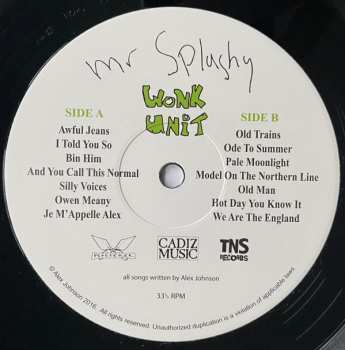 mr Splashy
WONK
UNIT
SIDE A
Awful Jeans
I Told You So
Bin Him
And You Call This Normal
Silly Voices
Owen Meany
Je M'Appelle Alex
SIDE B
Old Trains
Ode To Summer
Pale Moonlight
Model On The Northern Line
Old Man
Hot Day You Know It
We Are The England
CADIZ
MUSIC
TNS
RECORDS
all songs written by Alex Johnson
33⅓ RPM
© Alex Johnson 2016. All rights reserved. Unauthorized duplication is a violation of applicable laws